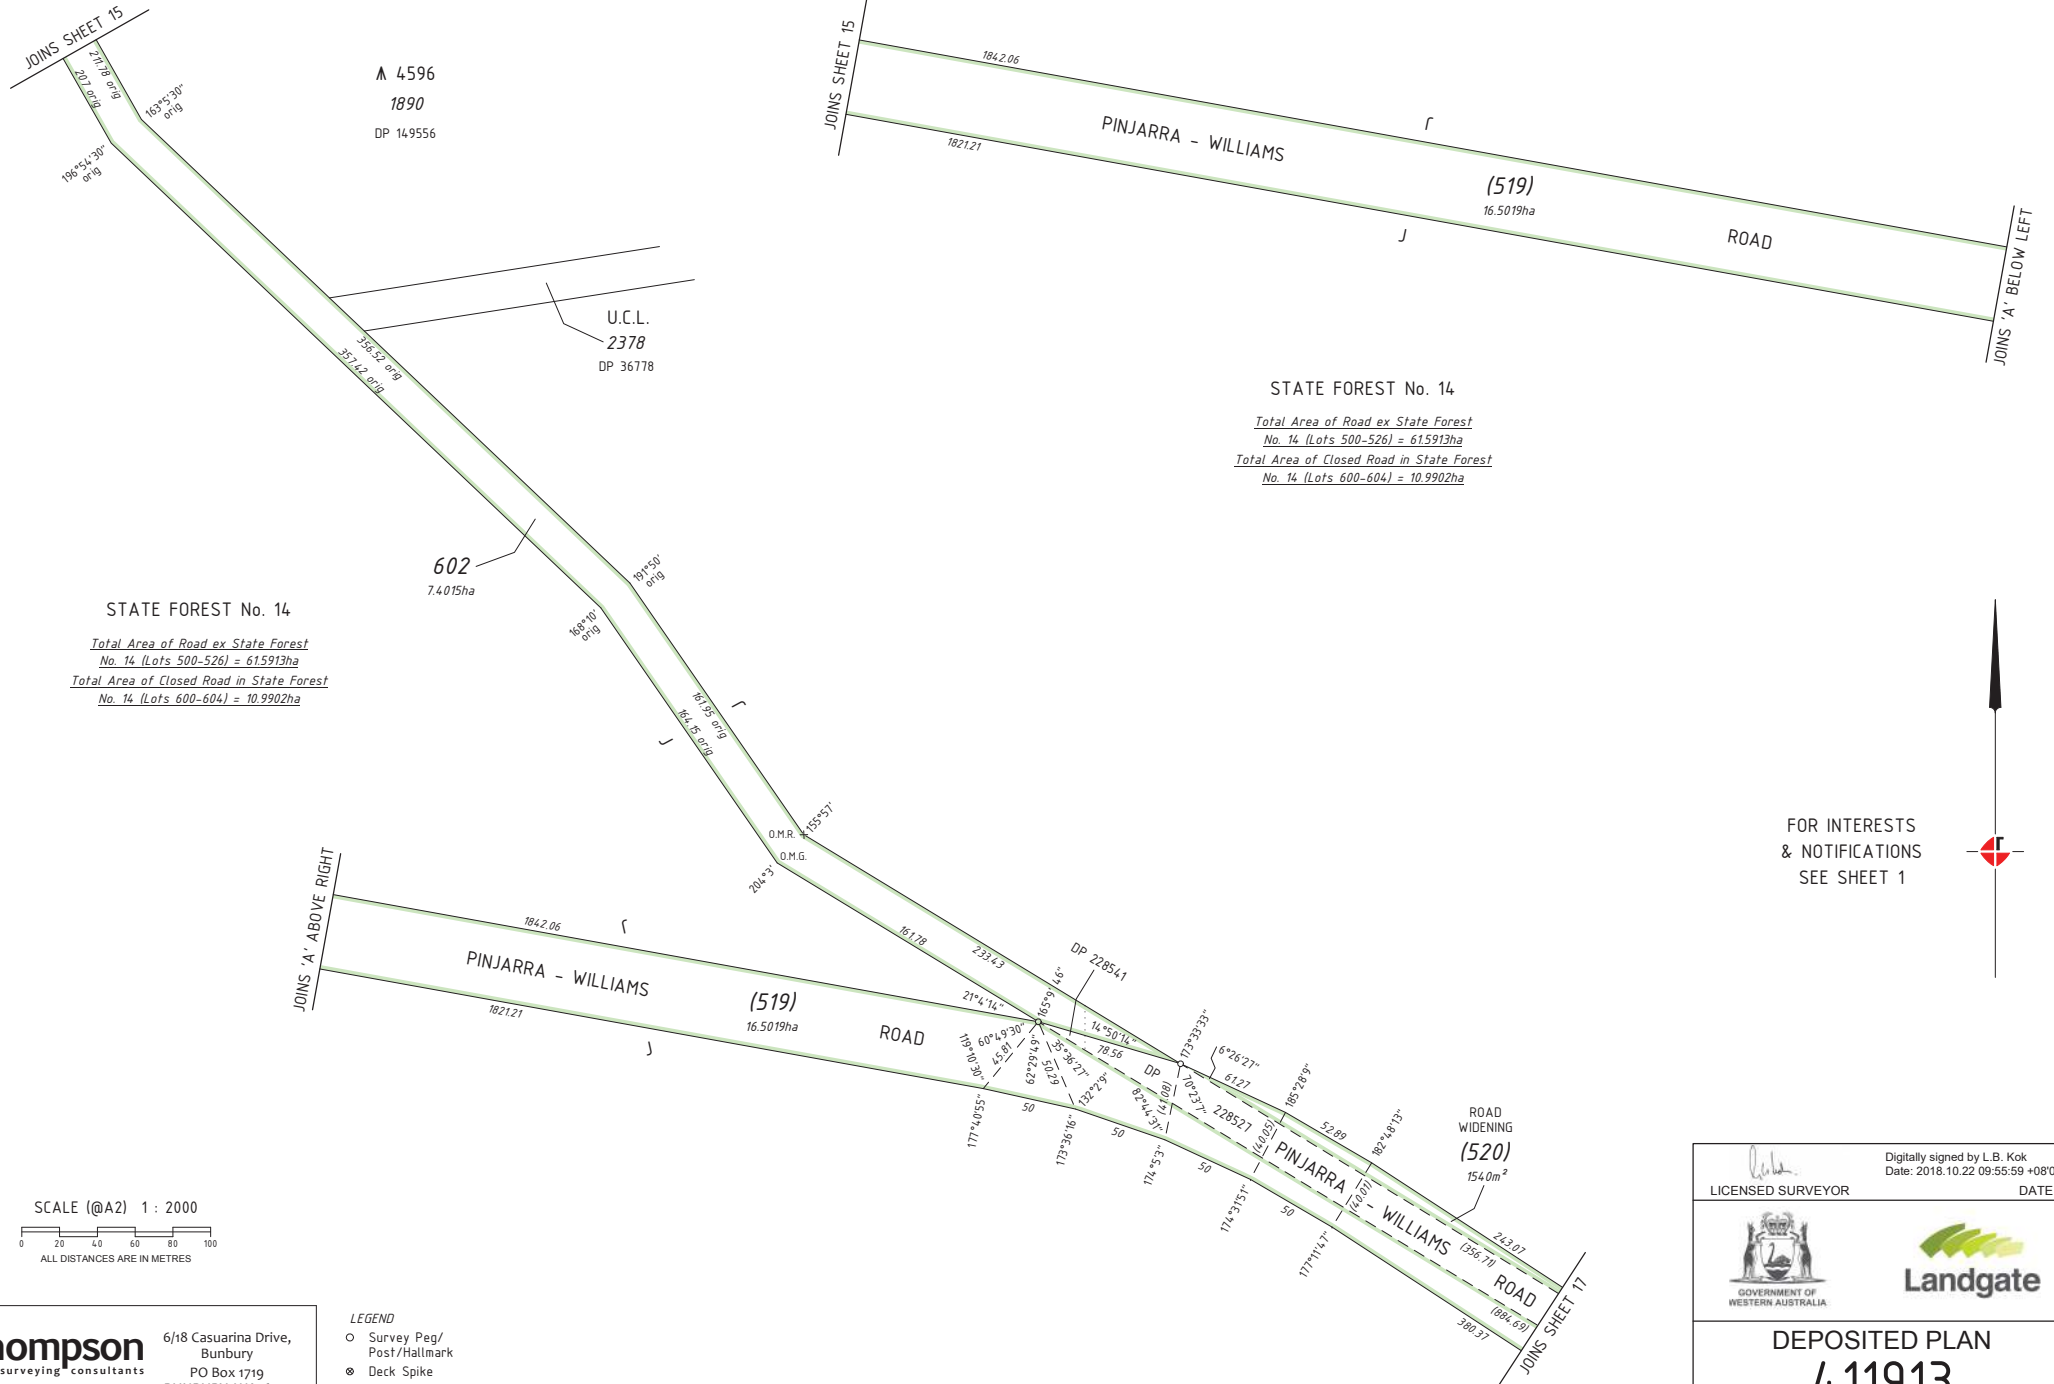 JOINS SHEET 15
211.78 orig
207 orig
163°5'30"
orig
196°54'30"
orig
4596
1890
DP 149556
JOINS SHEET 15
1842.06
1821.21
PINJARRA - WILLIAMS
(519)
16.5019ha
ROAD
JOINS 'A' BELOW LEFT
U.C.L.
2378
DP 36778
356.52 orig
357.42 orig
STATE FOREST No. 14
Total Area of Road ex State Forest
No. 14 (Lots 500-526) = 61.5913ha
Total Area of Closed Road in State Forest
No. 14 (Lots 600-604) = 10.9902ha
602
7.4015ha
191°50'
orig
168°10'
orig
STATE FOREST No. 14
Total Area of Road ex State Forest
No. 14 (Lots 500-526) = 61.5913ha
Total Area of Closed Road in State Forest
No. 14 (Lots 600-604) = 10.9902ha
161.95 orig
164.15 orig
O.M.R.
155°57'
O.M.G.
204°3'
FOR INTERESTS
& NOTIFICATIONS
SEE SHEET 1
r
JOINS 'A' ABOVE RIGHT
1842.06
PINJARRA - WILLIAMS
1821.21
(519)
16.5019ha
ROAD
161.78
233.43
DP 228541
21°4'14"
165°9'46"
60°49'30"
119°10'30"
45.81
62°29'49"
50.29
35°36'27"
14°50'14"
78.56
173°33'33"
6°26'27"
61.27
185°28'9"
52.89
182°48'13"
177°40'55"
50
173°36'16"
132°2'9"
50
82°44'31"
(41.08)
DP
70°23'7"
228527
174°5'3"
50
(40.05)
174°31'51"
50
(40.01)
177°11'47"
PINJARRA - WILLIAMS
ROAD
(356.71)
243.07
(884.69)
380.37
JOINS SHEET 17
ROAD
WIDENING
(520)
1540m²
SCALE (@A2) 1 : 2000
0 20 40 60 80 100
ALL DISTANCES ARE IN METRES
hompson
surveying consultants
6/18 Casuarina Drive,
Bunbury
PO Box 1719
LEGEND
Survey Peg/
Post/Hallmark
Deck Spike
Digitally signed by L.B. Kok
Date: 2018.10.22 09:55:59 +08'0
LICENSED SURVEYOR
DATE
GOVERNMENT OF
WESTERN AUSTRALIA
Landgate
DEPOSITED PLAN
411913